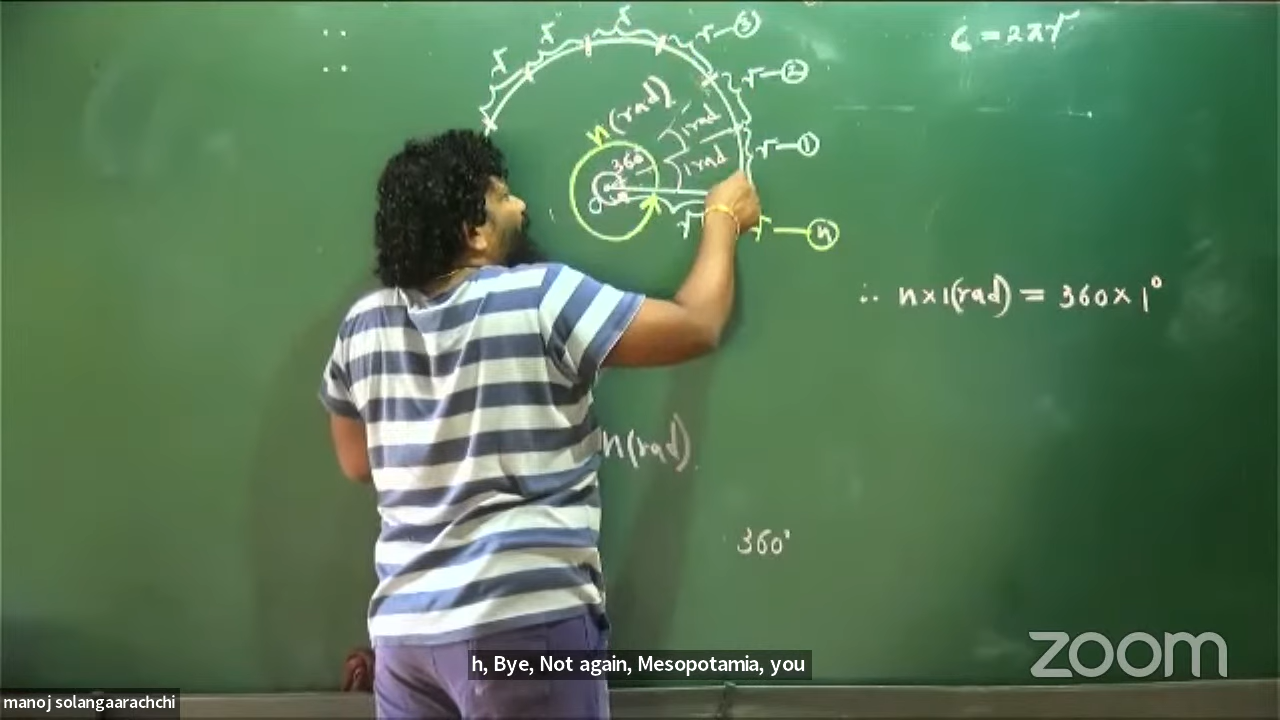 r
r
r
r — ③
C = 2πr
r — ②
n(rad)
1 rad
r — ①
1 rad
360
r
r — ⓝ
∴ n×1(rad) = 360×1°
n(rad)
360°
h, Bye, Not again, Mesopotamia, you
zoom
manoj solangaarachchi